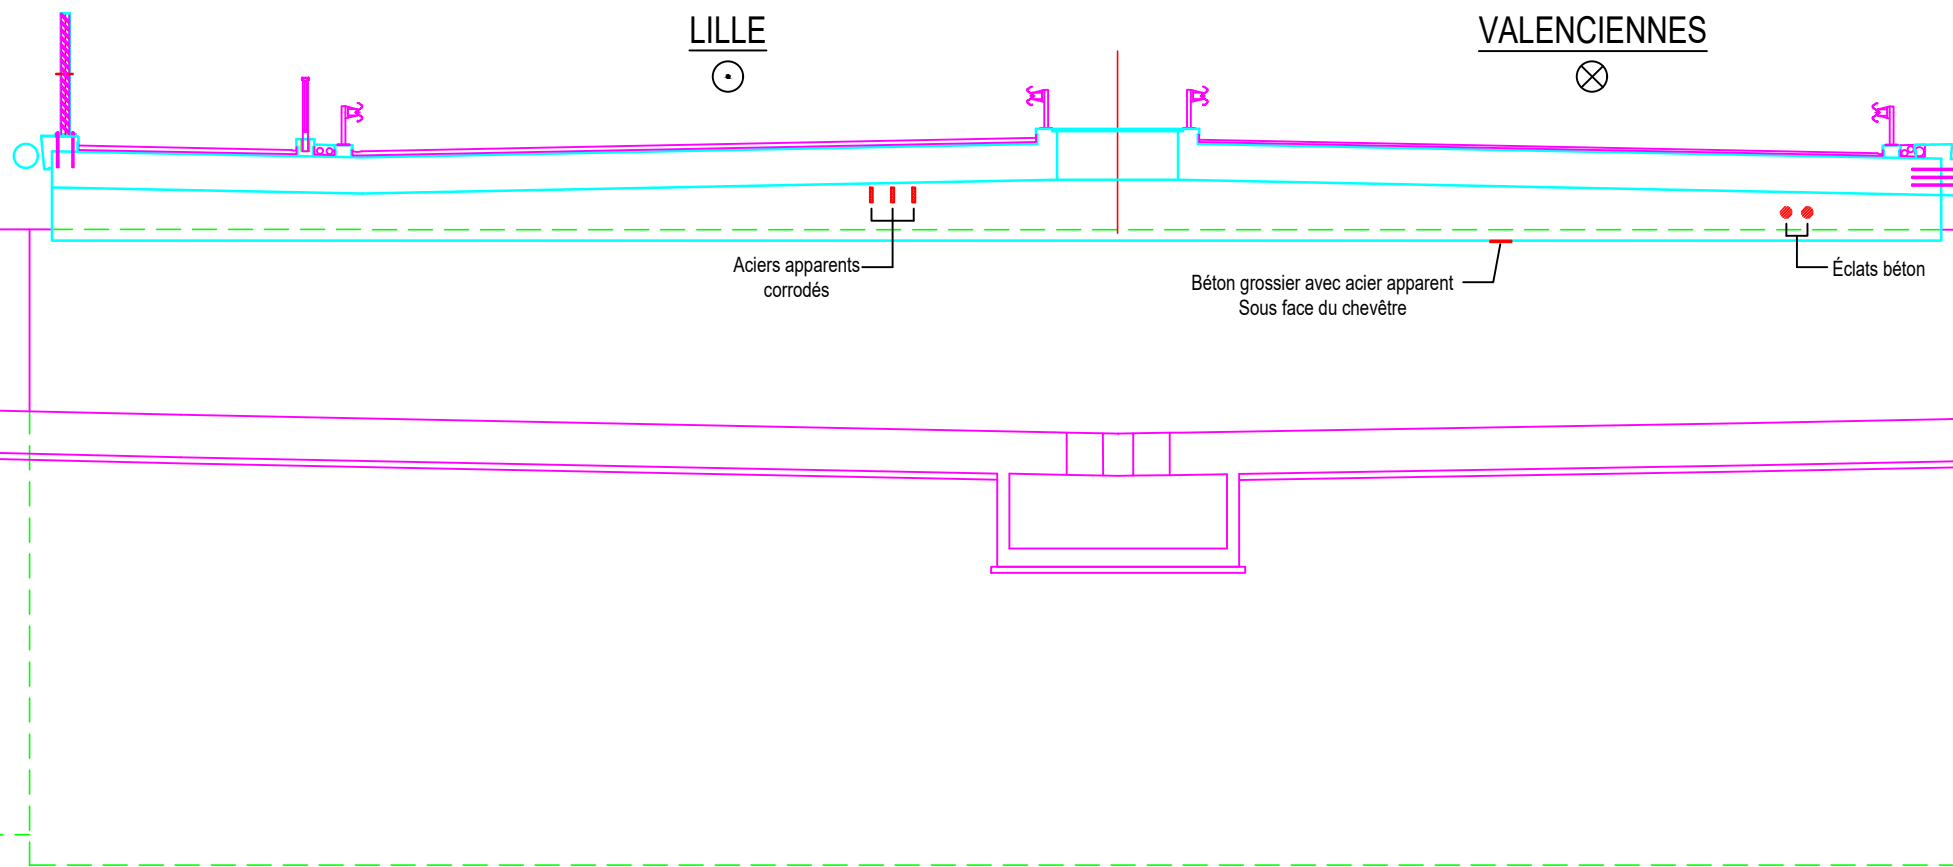 LILLE
VALENCIENNES
Aciers apparents
corrodés
Béton grossier avec acier apparent
Sous face du chevêtre
Éclats béton